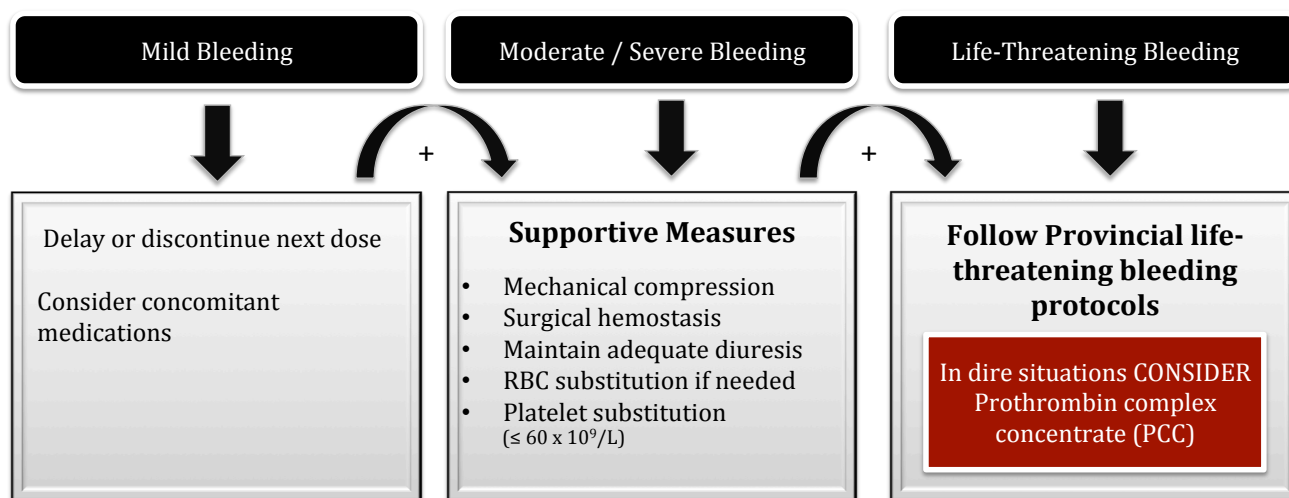 Mild Bleeding
Moderate / Severe Bleeding
Life-Threatening Bleeding
+
+
Delay or discontinue next dose
Consider concomitant
medications
Supportive Measures
• Mechanical compression
• Surgical hemostasis
• Maintain adequate diuresis
• RBC substitution if needed
• Platelet substitution
(≤ 60 x 10⁹/L)
Follow Provincial life-
threatening bleeding
protocols
In dire situations CONSIDER
Prothrombin complex
concentrate (PCC)